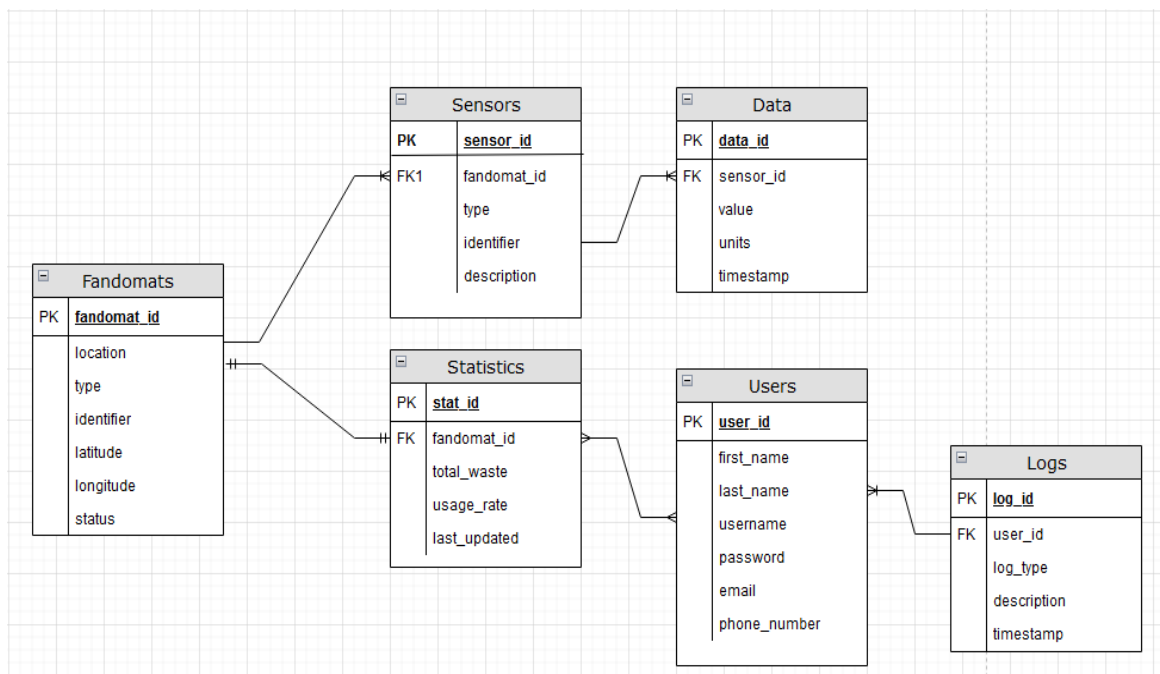 Sensors
PK sensor_id
FK1 fandomat_id
type
identifier
description
Data
PK data_id
FK sensor_id
value
units
timestamp
Fandomats
PK fandomat_id
location
type
identifier
latitude
longitude
status
Statistics
PK stat_id
FK fandomat_id
total_waste
usage_rate
last_updated
Users
PK user_id
first_name
last_name
username
password
email
phone_number
Logs
PK log_id
FK user_id
log_type
description
timestamp